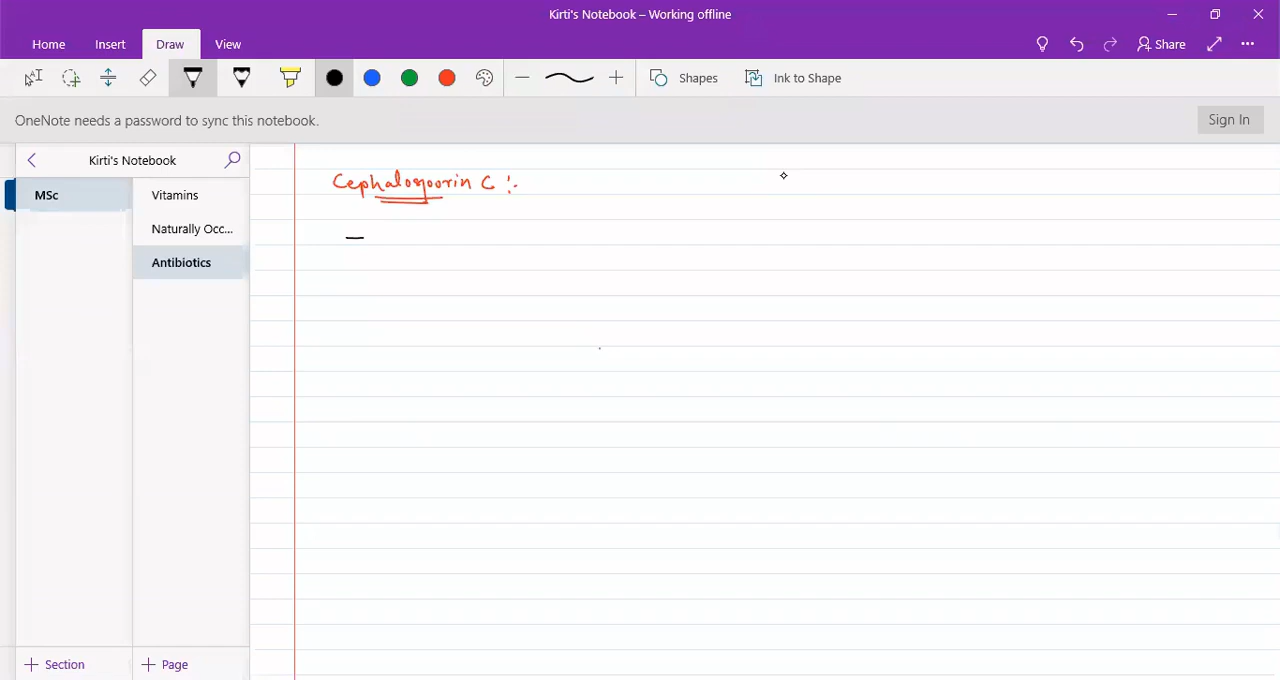 Kirti's Notebook – Working offline
Home Insert Draw View Share
Shapes Ink to Shape
OneNote needs a password to sync this notebook. Sign In
Kirti's Notebook
MSc
Vitamins
Naturally Occ...
Antibiotics
Cephalosporin C :-
Section Page